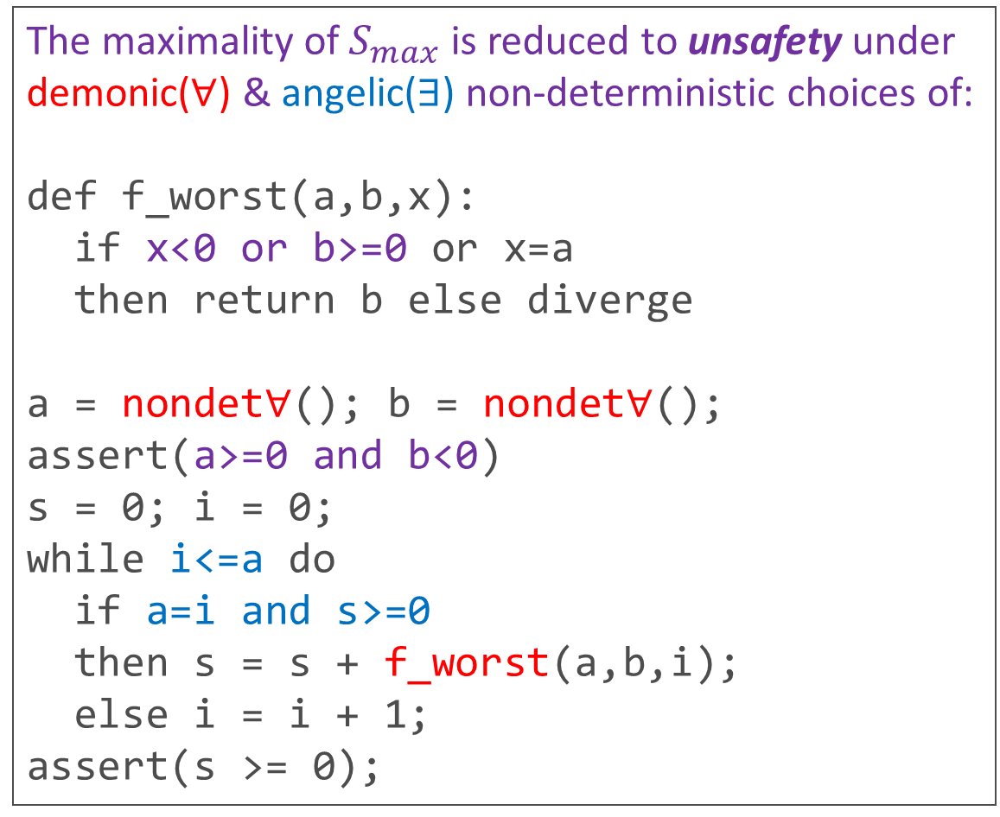 The maximality of S_max is reduced to unsafety under
demonic(∀) & angelic(∃) non-deterministic choices of:
def f_worst(a,b,x):
  if x<0 or b>=0 or x=a
  then return b else diverge
a = nondet∀(); b = nondet∀();
assert(a>=0 and b<0)
s = 0; i = 0;
while i<=a do
  if a=i and s>=0
  then s = s + f_worst(a,b,i);
  else i = i + 1;
assert(s >= 0);